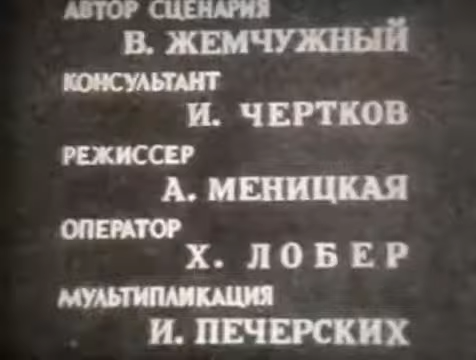 АВТОР СЦЕНАРИЯ
В. ЖЕМЧУЖНЫЙ
КОНСУЛЬТАНТ
И. ЧЕРТКОВ
РЕЖИССЕР
А. МЕНИЦКАЯ
ОПЕРАТОР
Х. ЛОБЕР
МУЛЬТИПЛИКАЦИЯ
И. ПЕЧЕРСКИХ